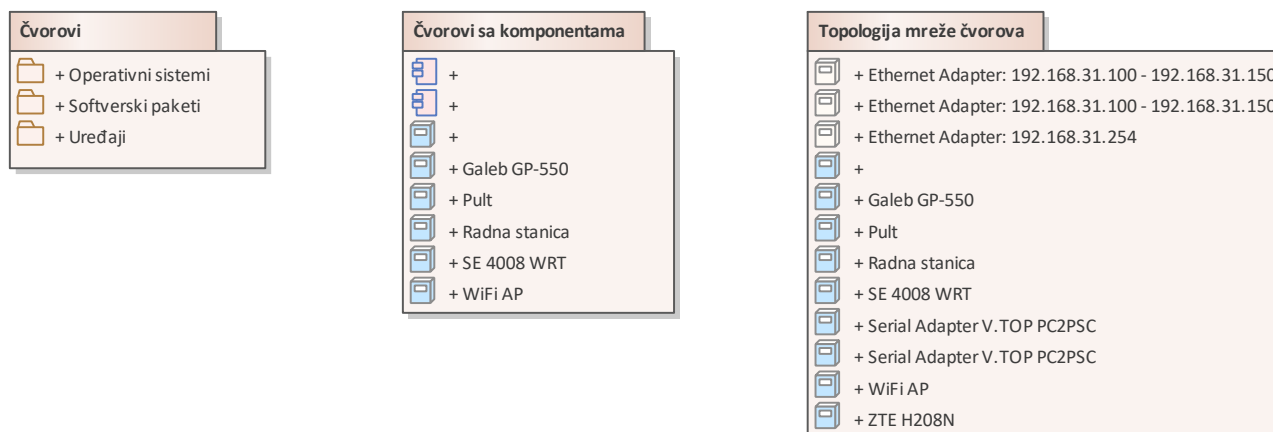 Čvorovi
+ Operativni sistemi
+ Softverski paketi
+ Uređaji
Čvorovi sa komponentama
+
+
+
+ Galeb GP-550
+ Pult
+ Radna stanica
+ SE 4008 WRT
+ WiFi AP
Topologija mreže čvorova
+ Ethernet Adapter: 192.168.31.100 - 192.168.31.150
+ Ethernet Adapter: 192.168.31.100 - 192.168.31.150
+ Ethernet Adapter: 192.168.31.254
+
+ Galeb GP-550
+ Pult
+ Radna stanica
+ SE 4008 WRT
+ Serial Adapter V.TOP PC2PSC
+ Serial Adapter V.TOP PC2PSC
+ WiFi AP
+ ZTE H208N